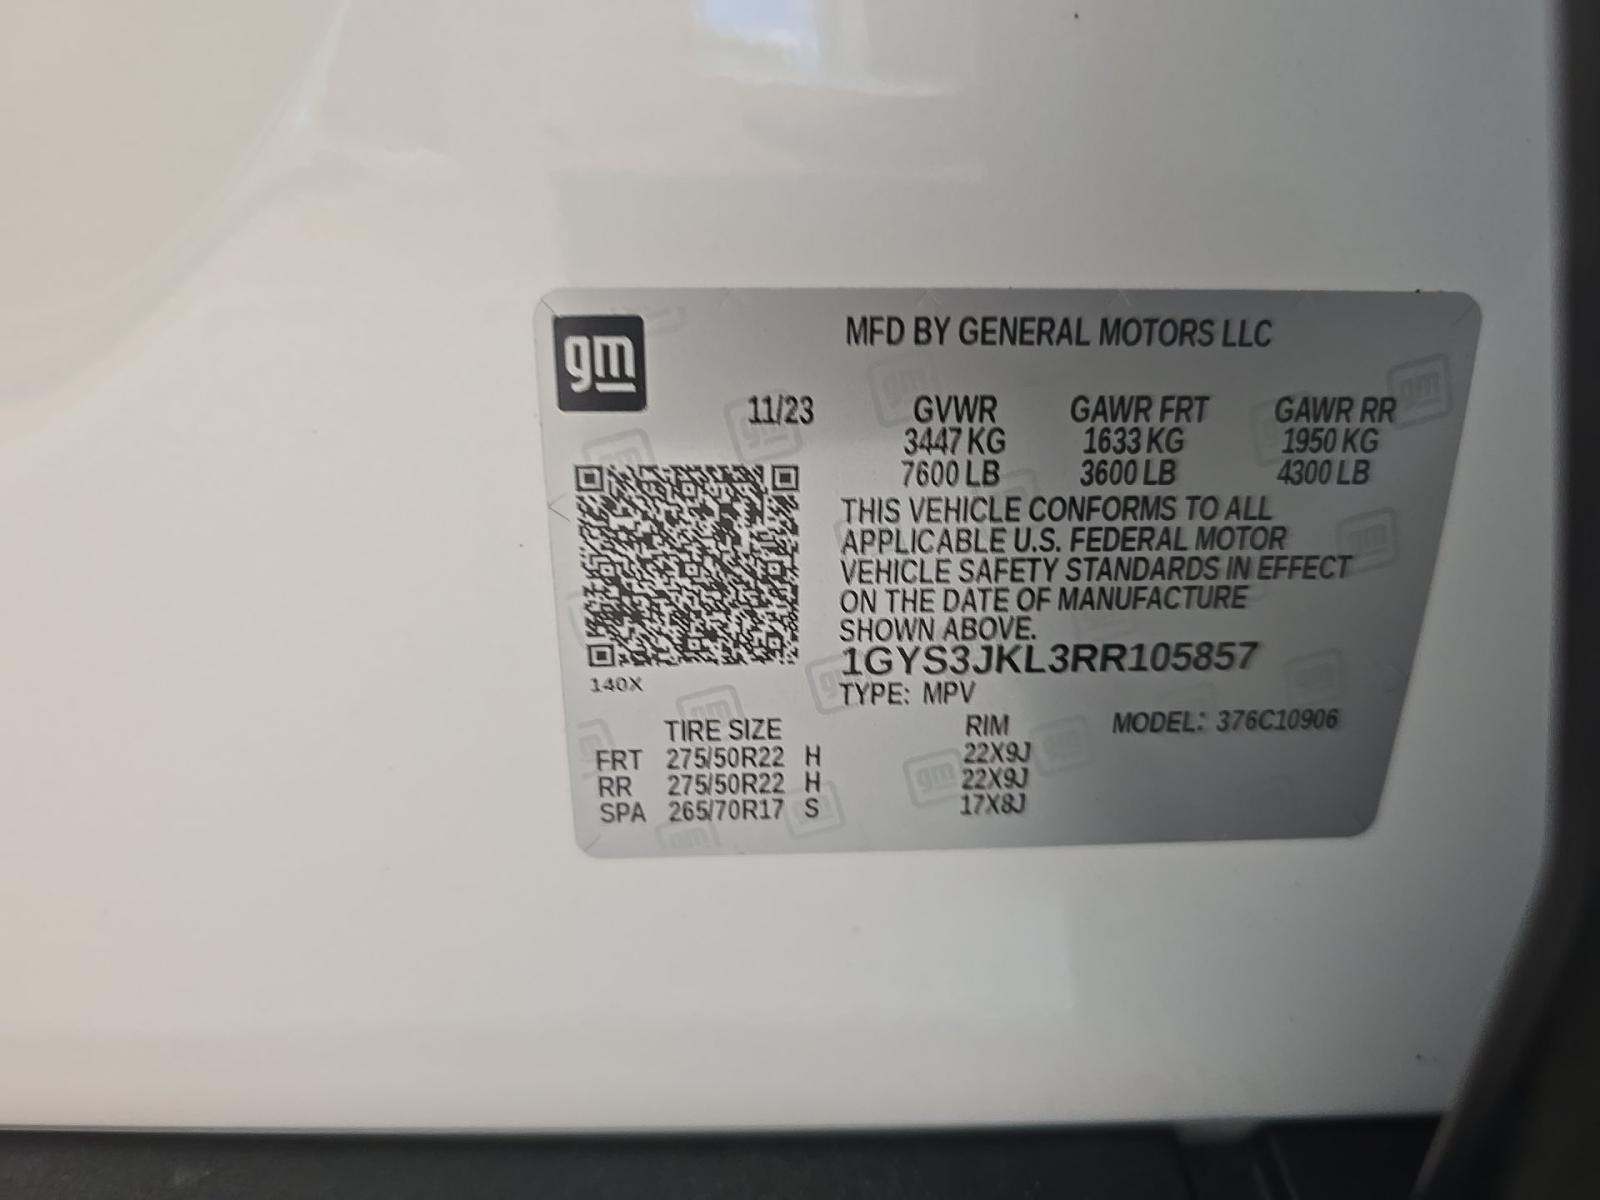 gm
MFD BY GENERAL MOTORS LLC
11/23 GVWR GAWR FRT GAWR RR
3447 KG 1633 KG 1950 KG
7600 LB 3600 LB 4300 LB
THIS VEHICLE CONFORMS TO ALL
APPLICABLE U.S. FEDERAL MOTOR
VEHICLE SAFETY STANDARDS IN EFFECT
ON THE DATE OF MANUFACTURE
SHOWN ABOVE.
1GYS3JKL3RR105857
140X
TYPE: MPV
TIRE SIZE RIM MODEL: 376C10906
FRT 275/50R22 H 22X9J
RR 275/50R22 H 22X9J
SPA 265/70R17 S 17X8J